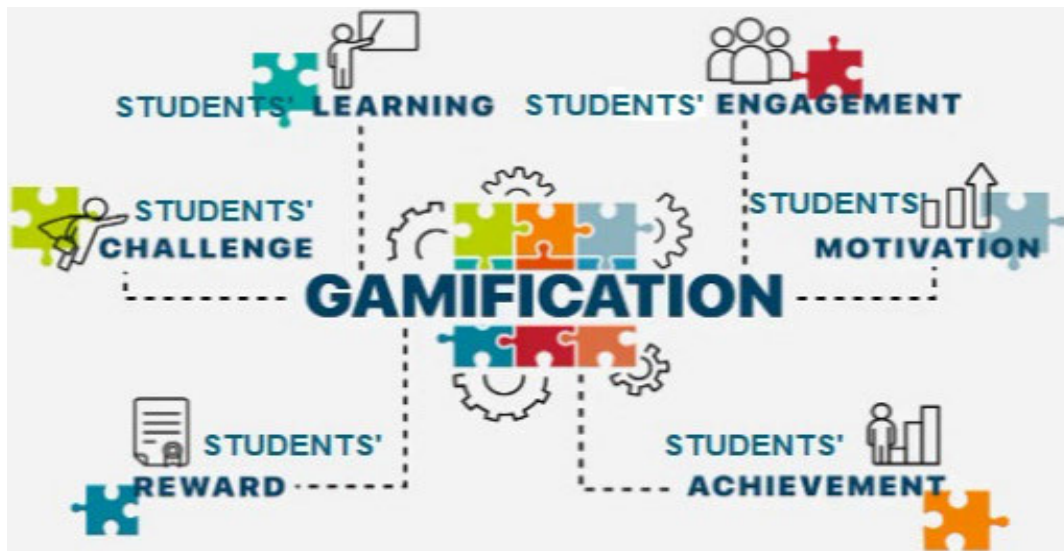 STUDENTS' LEARNING
STUDENTS' ENGAGEMENT
STUDENTS'
CHALLENGE
STUDENTS
MOTIVATION
GAMIFICATION
STUDENTS'
REWARD
STUDENTS'
ACHIEVEMENT